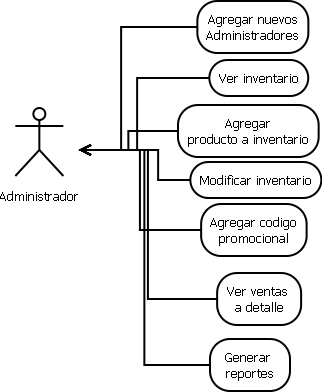 Agregar nuevos
Administradores
Ver inventario
Agregar
producto a inventario
Administrador
Modificar inventario
Agregar codigo
promocional
Ver ventas
a detalle
Generar
reportes